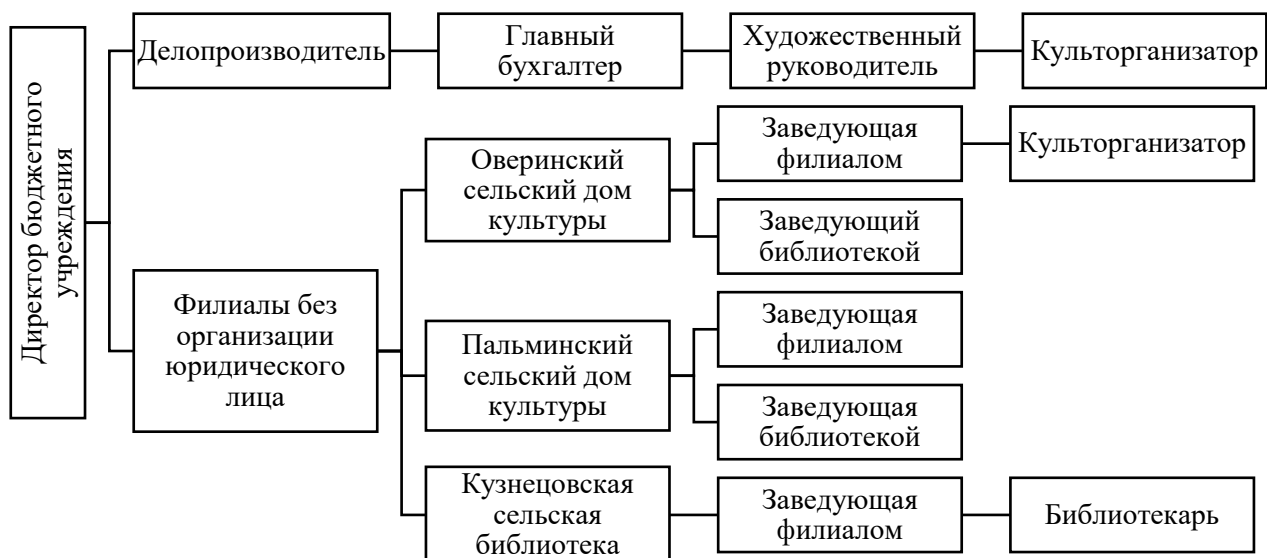 Директор бюджетного
учреждения
Делопроизводитель
Главный
бухгалтер
Художественный
руководитель
Культорганизатор
Филиалы без
организации
юридического
лица
Оверинский
сельский дом
культуры
Заведующая
филиалом
Культорганизатор
Заведующий
библиотекой
Пальминский
сельский дом
культуры
Заведующая
филиалом
Заведующая
библиотекой
Кузнецовская
сельская
библиотека
Заведующая
филиалом
Библиотекарь